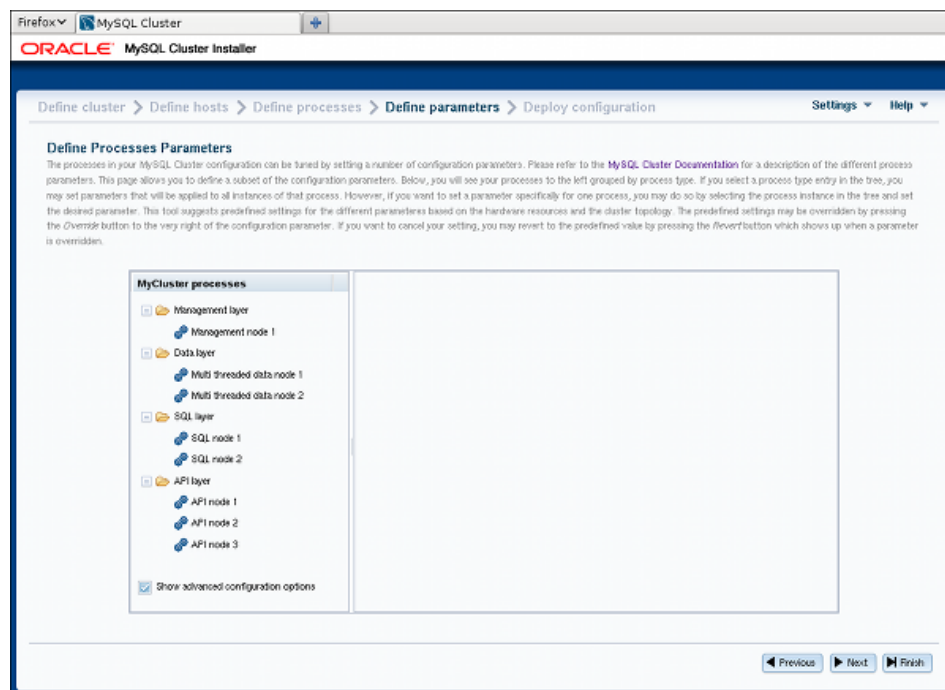 Firefox MySQL Cluster
ORACLE MySQL Cluster Installer
Define cluster Define hosts Define processes Define parameters Deploy configuration Settings Help
Define Processes Parameters
The processes in your MySQL Cluster configuration can be tuned by setting a number of configuration parameters. Please refer to the MySQL Cluster Documentation for a description of the different process
parameters. This page allows you to define a subset of the configuration parameters. Below, you will see your processes to the left grouped by process type. If you select a process type entry in the tree, you
may set parameters that will be applied to all instances of that process. However, if you want to set a parameter specifically for one process, you may do so by selecting the process instance in the tree and set
the desired parameter. This tool suggests predefined settings for the different parameteres based on the hardware resources and the cluster topology. The predefined settings may be overridden by pressing
the Override button to the very right of the configuration parameter. If you want to cancel your setting, you may revert to the predefined value by pressing the Revert button which shows up when a parameter
is overridden.
MyCluster processes
Management layer
Management node 1
Data layer
Multi threaded data node 1
Multi threaded data node 2
SQL layer
SQL node 1
SQL node 2
API layer
API node 1
API node 2
API node 3
Show advanced configuration options
Previous Next Finish